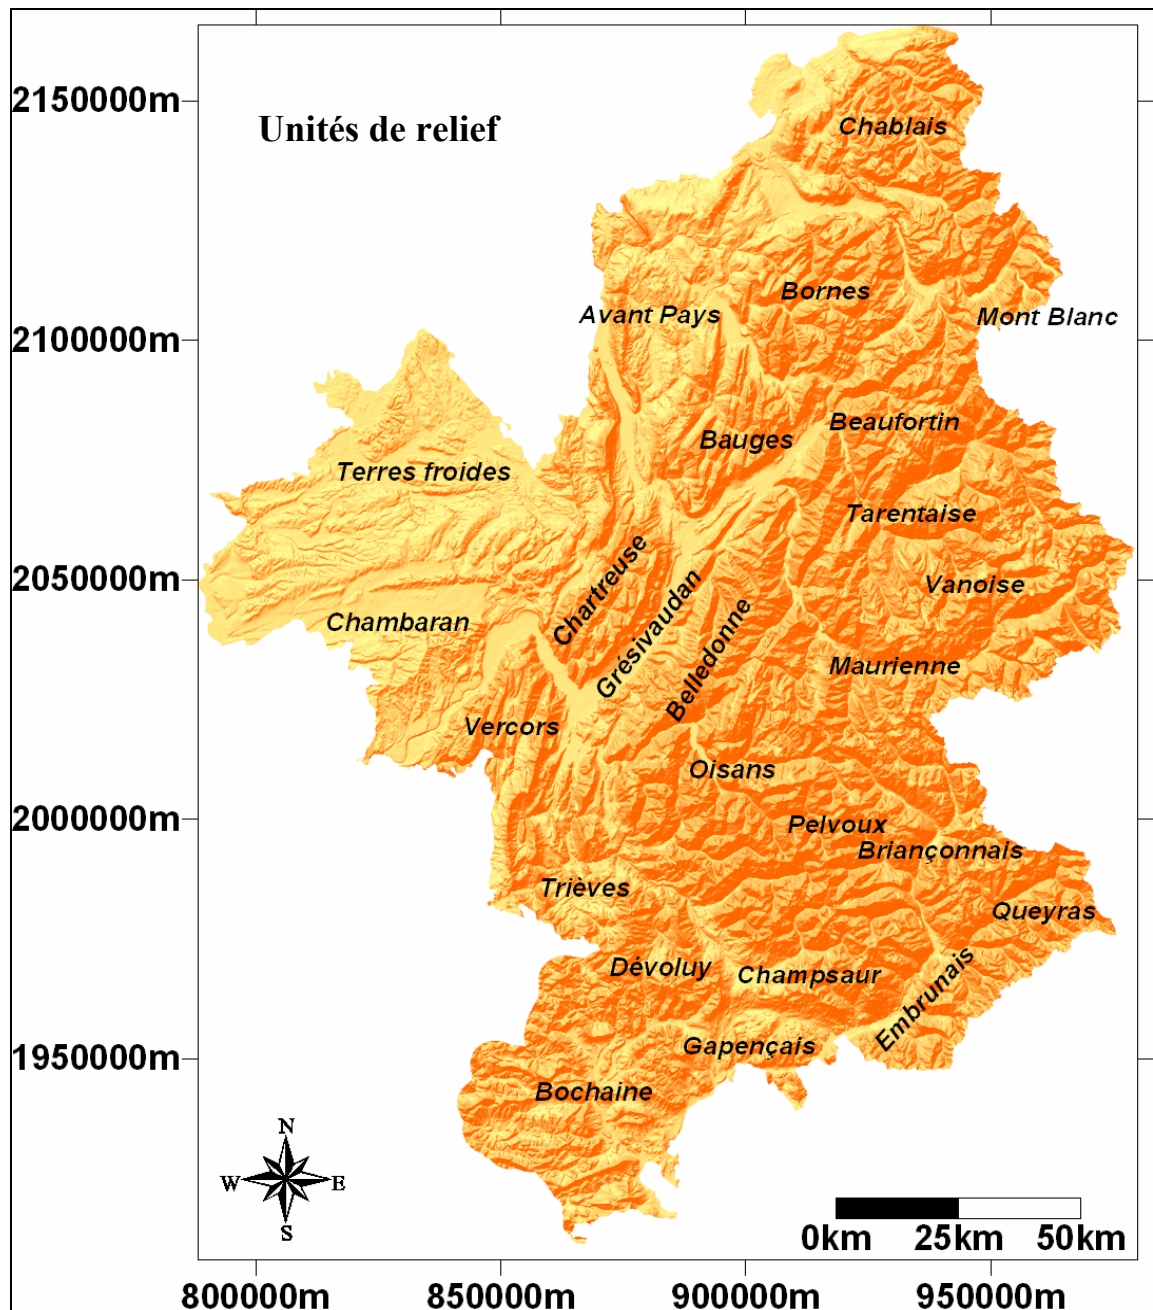 2150000m
Unités de relief
Chablais
Bornes
Avant Pays
Mont Blanc
2100000m
Beaufortin
Bauges
Terres froides
Tarentaise
2050000m
Chartreuse
Vanoise
Grésivaudan
Chambaran
Belledonne
Maurienne
Vercors
Oisans
2000000m
Pelvoux
Briançonnais
Trièves
Queyras
Dévoluy
Champsaur
Embrunais
1950000m
Gapençais
Bochaine
N
W
E
S
0km 25km 50km
800000m 850000m 900000m 950000m